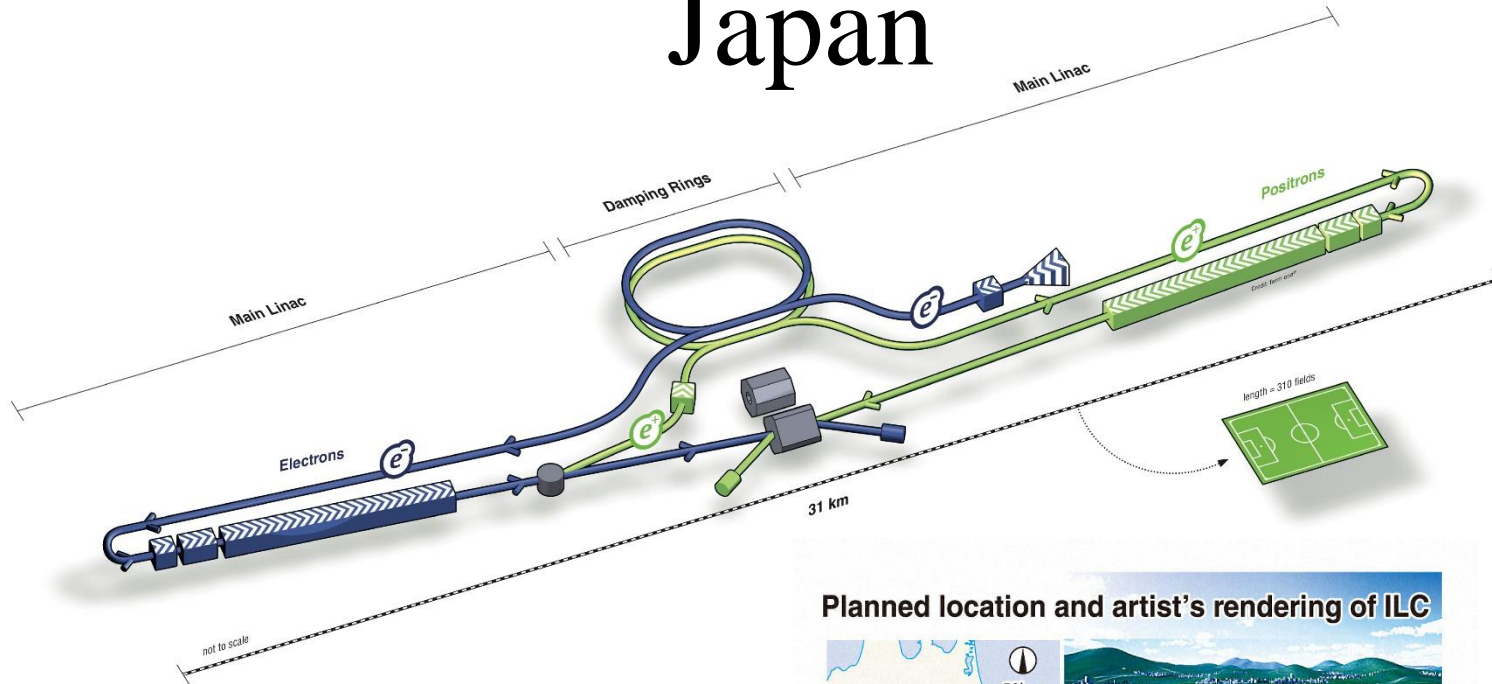 Japan
Main Linac
Damping Rings
Main Linac
Positrons
e+
e-
length = 310 fields
e+
Electrons
e-
31 km
not to scale
Planned location and artist's rendering of ILC